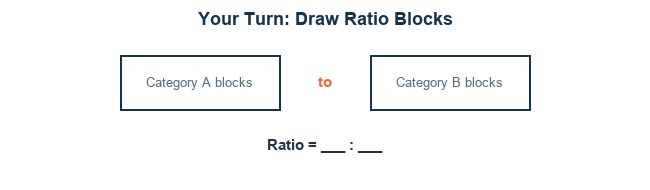 Your Turn: Draw Ratio Blocks
Category A blocks to Category B blocks
Ratio = ___ : ___